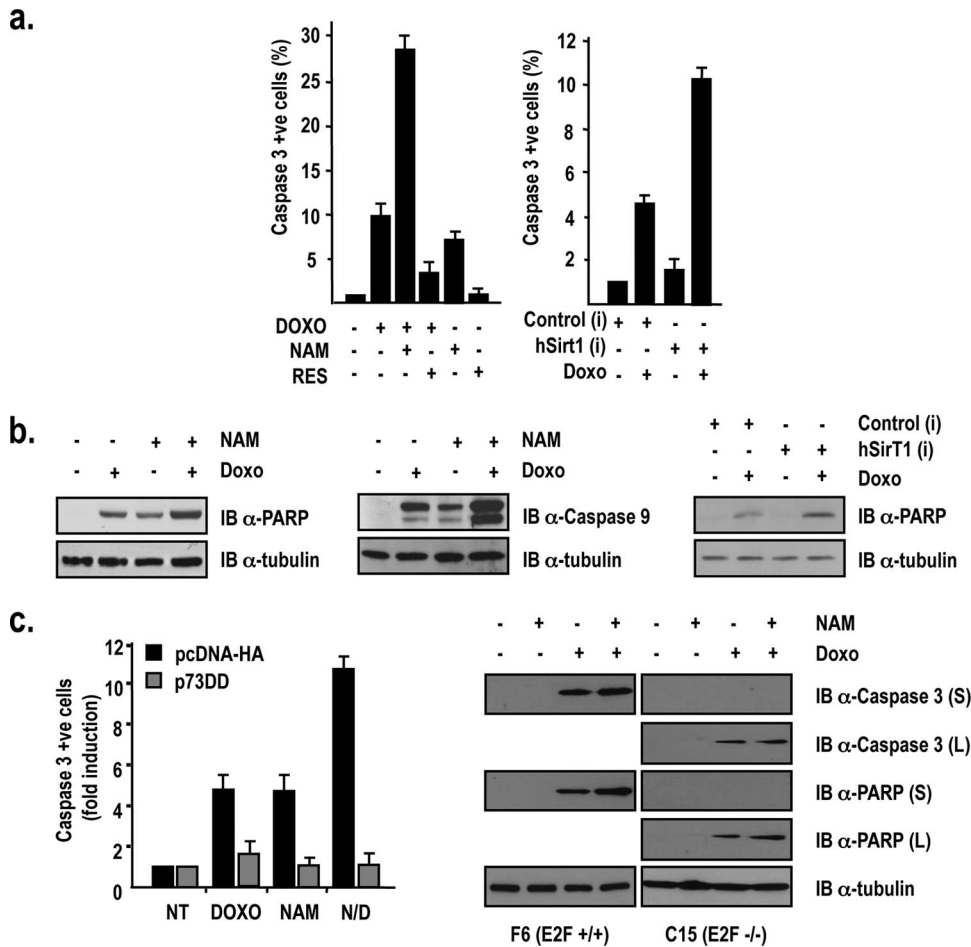 a.
Caspase 3 +ve cells (%)
30
25
20
15
10
5
DOXO - + + + - -
NAM - - + - + -
RES - - - + - +
Caspase 3 +ve cells (%)
12
10
8
6
4
2
Control (i) + + - -
hSirt1 (i) - - + +
Doxo - + - +
b.
- - + + NAM
- + - + Doxo
IB α-PARP
IB α-tubulin
- - + + NAM
- + - + Doxo
IB α-Caspase 9
IB α-tubulin
+ + - - Control (i)
- - + + hSirT1 (i)
- + - + Doxo
IB α-PARP
IB α-tubulin
c.
Caspase 3 +ve cells
(fold induction)
12
10
8
6
4
2
0
pcDNA-HA
p73DD
NT DOXO NAM N/D
- + - + - + - + NAM
- - + + - - + + Doxo
IB α-Caspase 3 (S)
IB α-Caspase 3 (L)
IB α-PARP (S)
IB α-PARP (L)
IB α-tubulin
F6 (E2F +/+) C15 (E2F -/-)